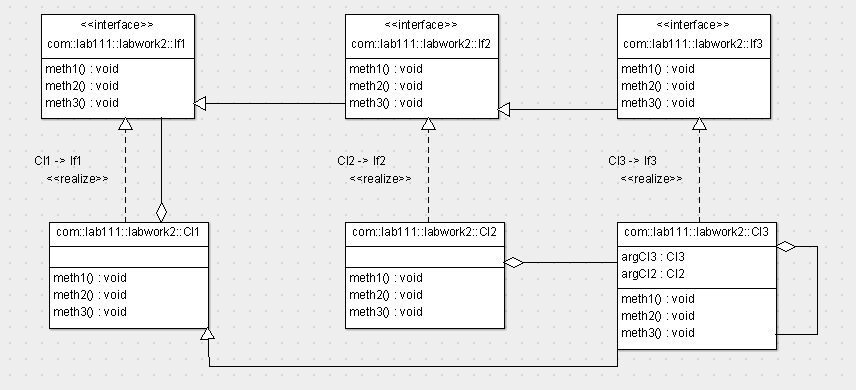 <<interface>>
com::lab111::labwork2::If1
meth1() : void
meth2() : void
meth3() : void
<<interface>>
com::lab111::labwork2::If2
meth1() : void
meth2() : void
meth3() : void
<<interface>>
com::lab111::labwork2::If3
meth1() : void
meth2() : void
meth3() : void
Cl1 -> If1
<<realize>>
Cl2 -> If2
<<realize>>
Cl3 -> If3
<<realize>>
com::lab111::labwork2::Cl1
meth1() : void
meth2() : void
meth3() : void
com::lab111::labwork2::Cl2
meth1() : void
meth2() : void
meth3() : void
com::lab111::labwork2::Cl3
argCl3 : Cl3
argCl2 : Cl2
meth1() : void
meth2() : void
meth3() : void